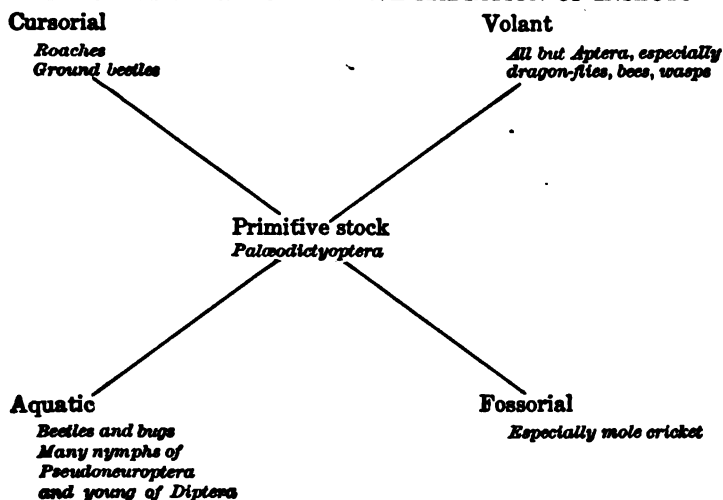 Cursorial
Roaches
Ground beetles
Volant
All but Aptera, especially
dragon-flies, bees, wasps
Primitive stock
Palæodictyoptera
Aquatic
Beetles and bugs
Many nymphs of
Pseudoneuroptera
and young of Diptera
Fossorial
Especially mole cricket